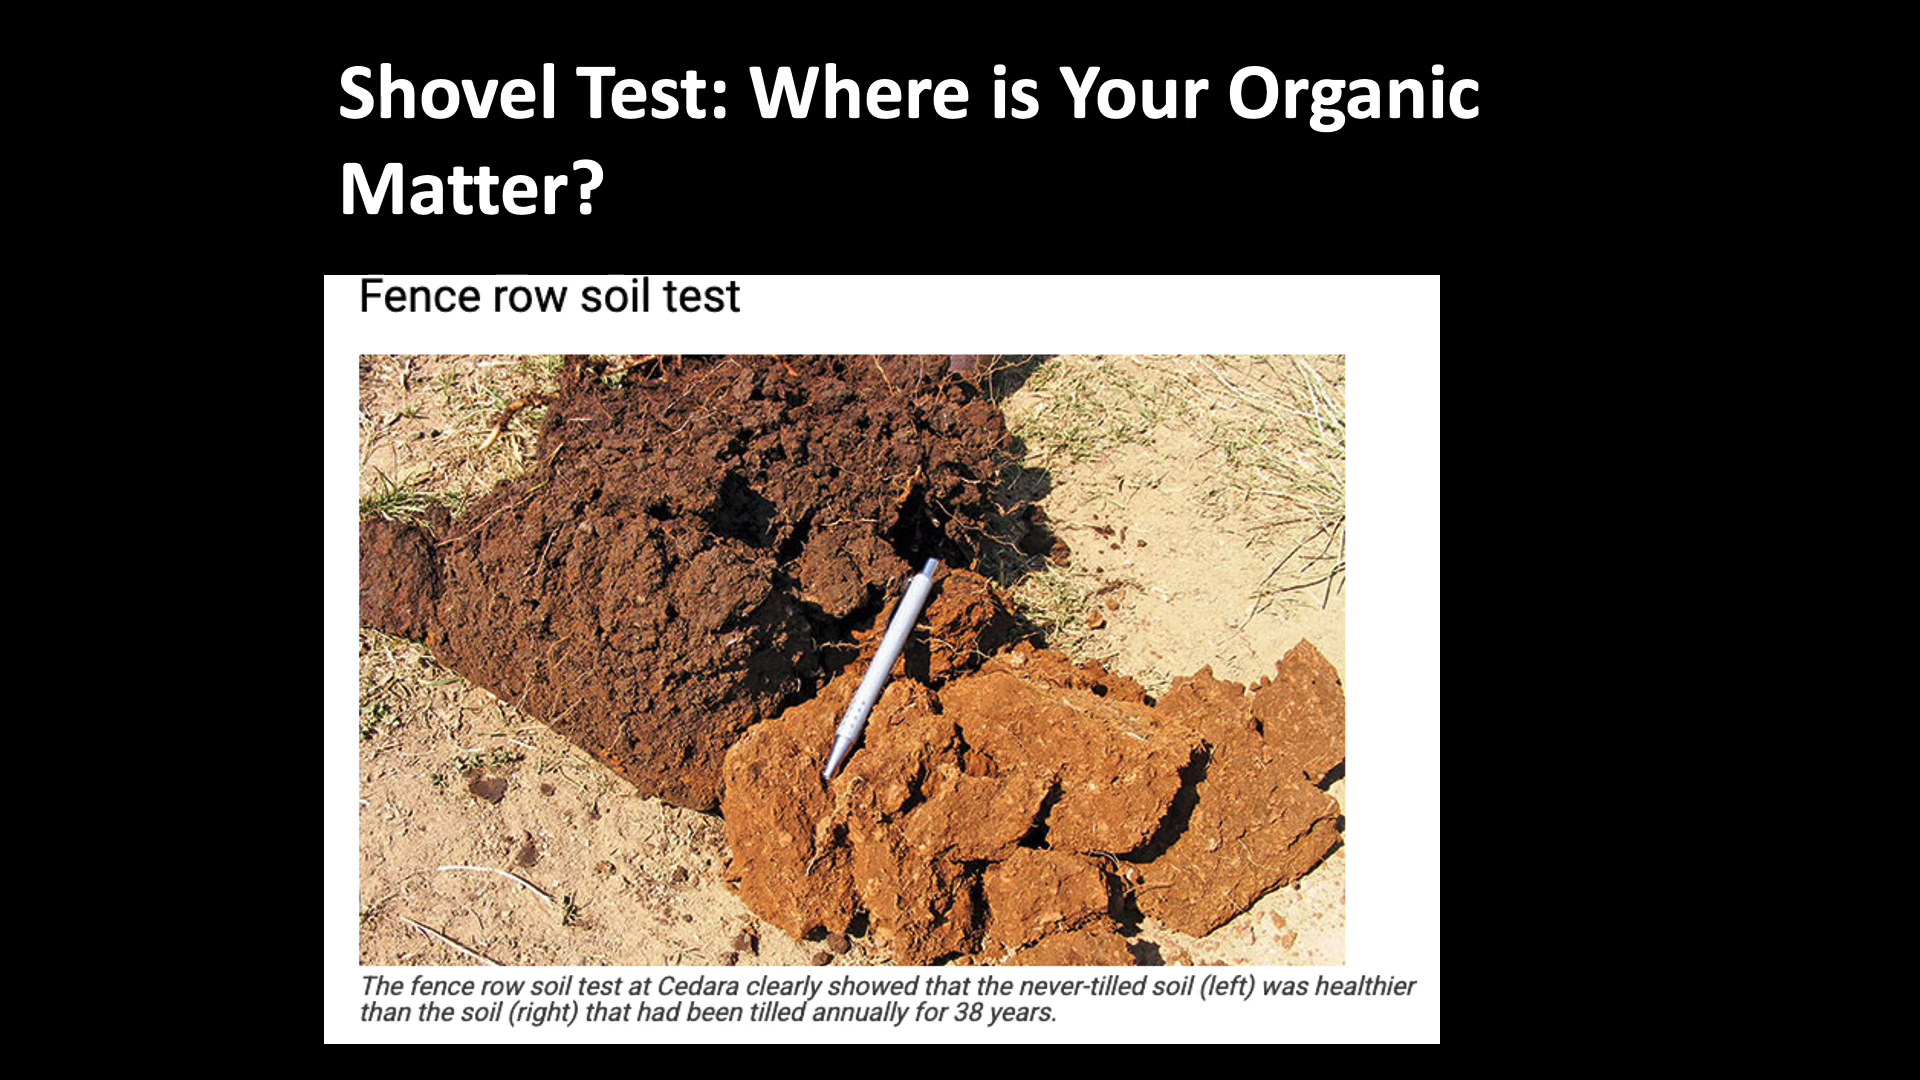 Shovel Test: Where is Your Organic
Matter?
Fence row soil test
The fence row soil test at Cedara clearly showed that the never-tilled soil (left) was healthier
than the soil (right) that had been tilled annually for 38 years.